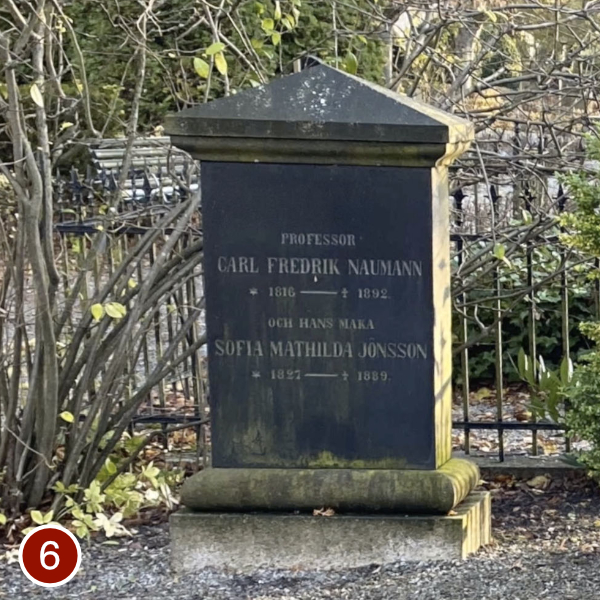 PROFESSOR
CARL FREDRIK NAUMANN
* 1816 — † 1892.
OCH HANS MAKA
SOFIA MATHILDA JÖNSSON
* 1827 — † 1889.
6